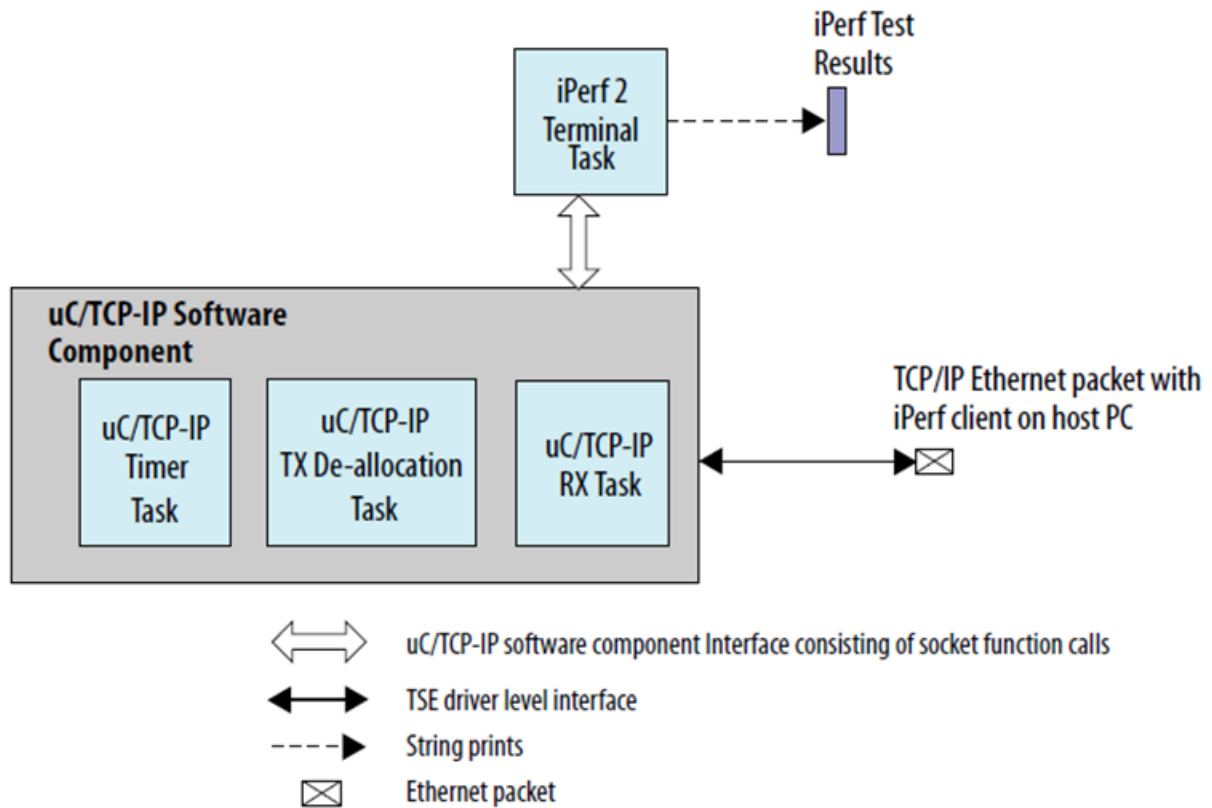 iPerf Test
Results
iPerf 2
Terminal
Task
uC/TCP-IP Software
Component
uC/TCP-IP
Timer
Task
uC/TCP-IP
TX De-allocation
Task
uC/TCP-IP
RX Task
TCP/IP Ethernet packet with
iPerf client on host PC
uC/TCP-IP software component Interface consisting of socket function calls
TSE driver level interface
String prints
Ethernet packet